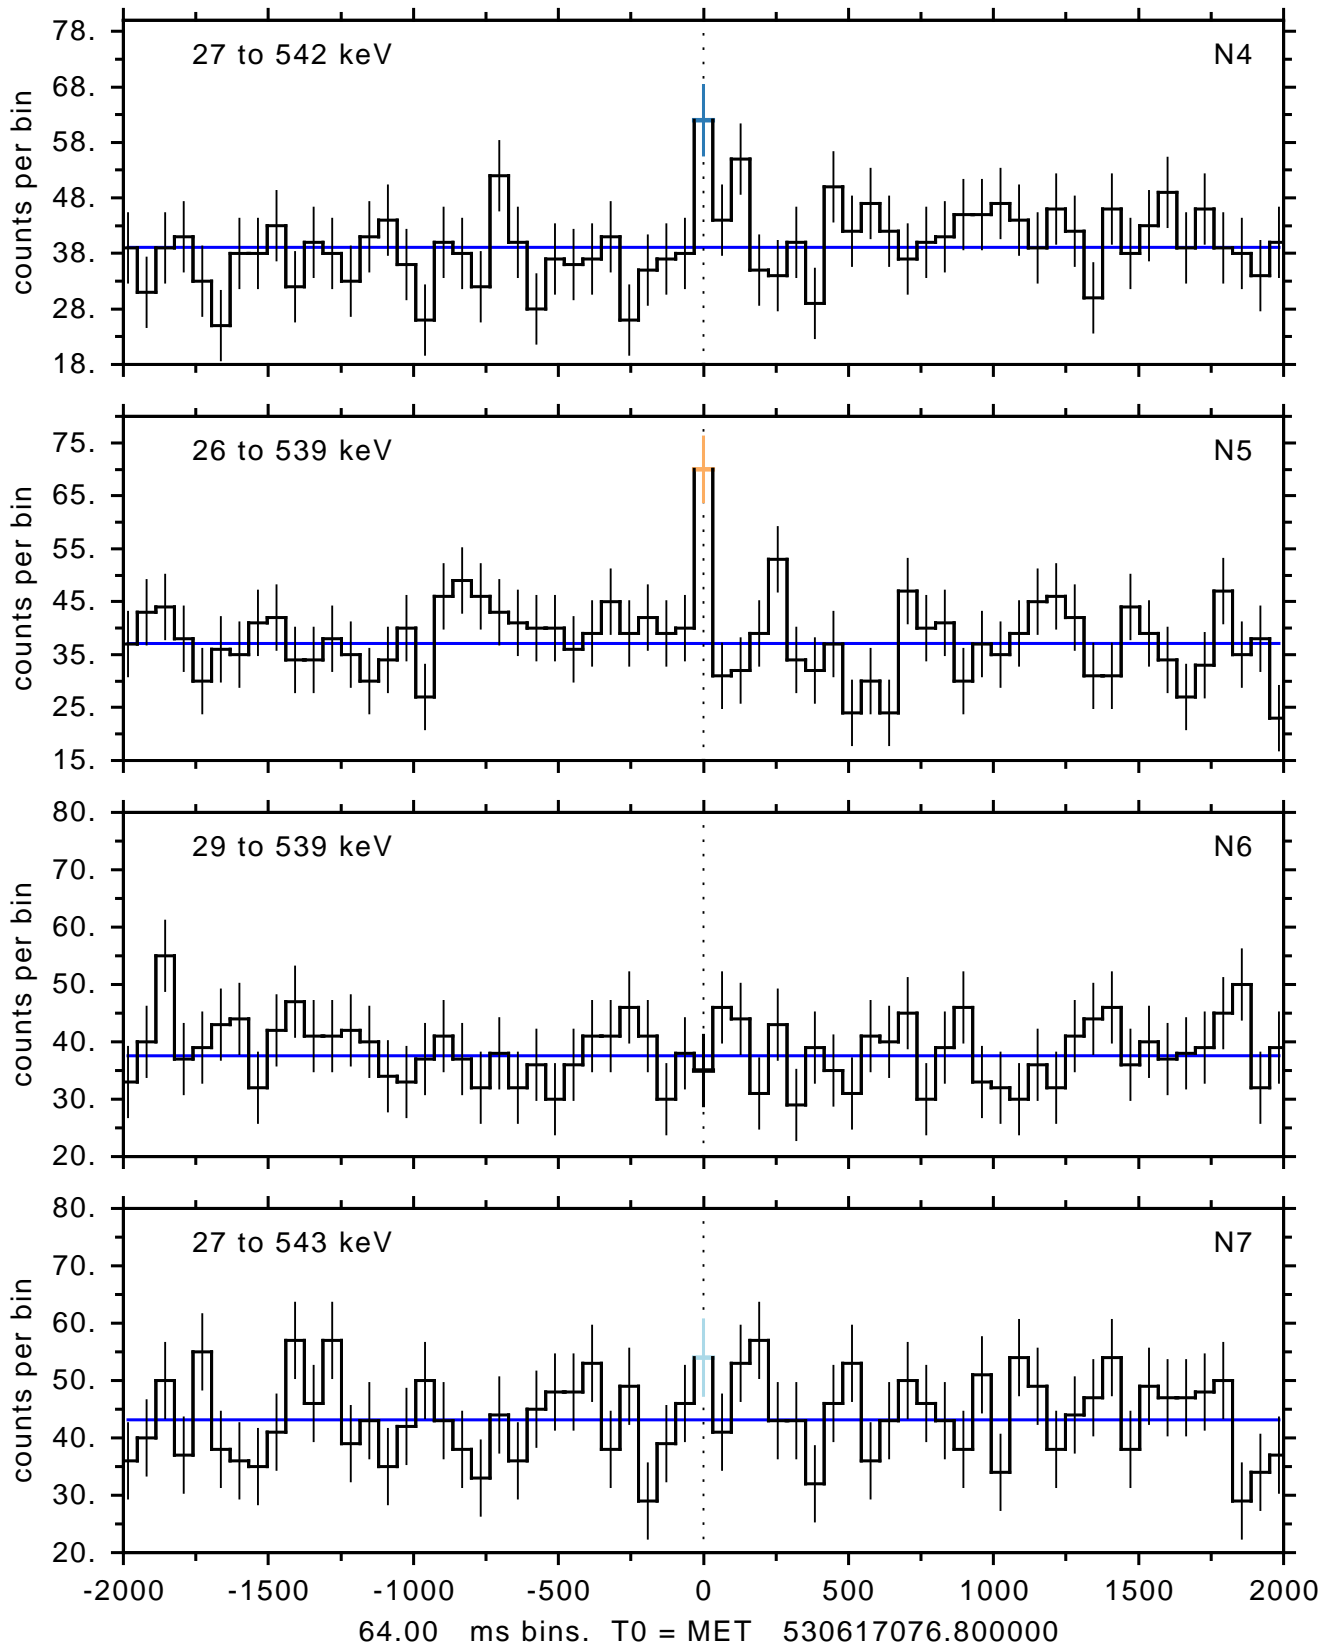 78.
27 to 542 keV N4
68.
58.
48.
38.
28.
18.
counts per bin
75.
26 to 539 keV N5
65.
55.
45.
35.
25.
15.
counts per bin
80.
29 to 539 keV N6
70.
60.
50.
40.
30.
20.
counts per bin
80.
27 to 543 keV N7
70.
60.
50.
40.
30.
20.
counts per bin
-2000 -1500 -1000 -500 0 500 1000 1500 2000
64.00 ms bins. T0 = MET 530617076.800000